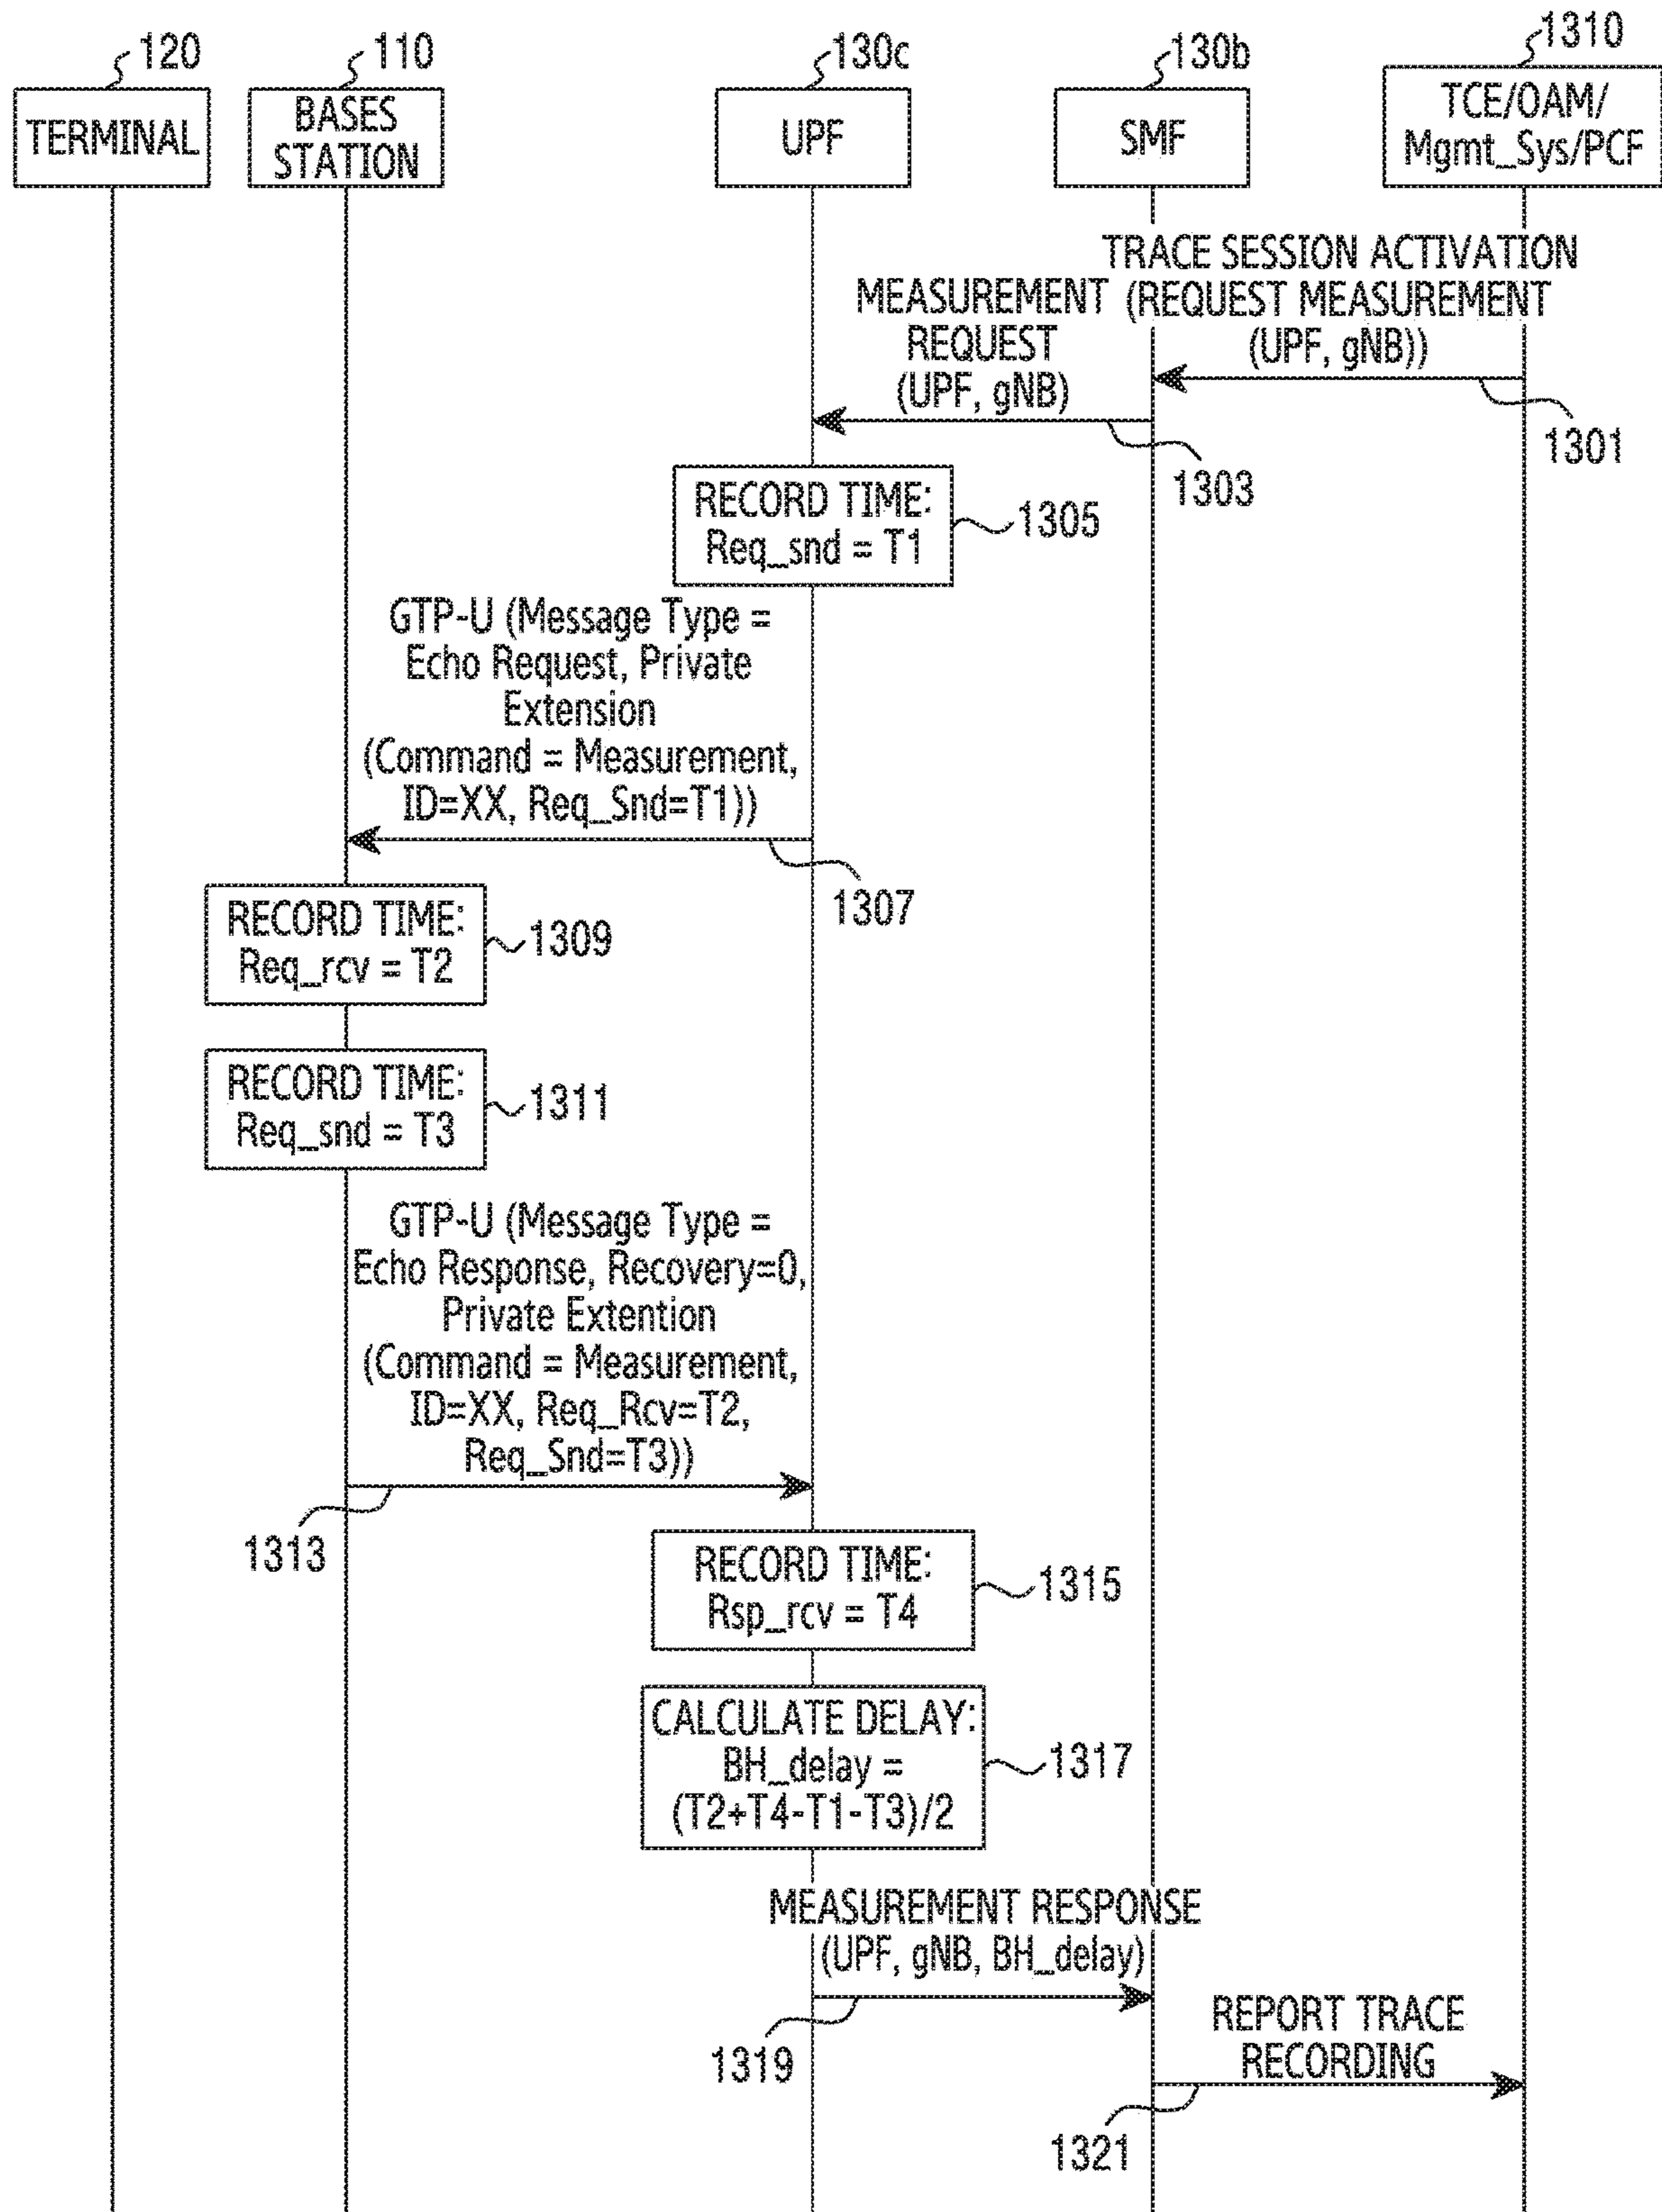 120
110
130c
130b
1310
TERMINAL
BASES
STATION
UPF
SMF
TCE/OAM/
Mgmt_Sys/PCF
TRACE SESSION ACTIVATION
(REQUEST MEASUREMENT
(UPF, gNB))
1301
MEASUREMENT
REQUEST
(UPF, gNB)
1303
RECORD TIME:
Req_snd = T1
1305
GTP-U (Message Type =
Echo Request, Private
Extension
(Command = Measurement,
ID=XX, Req_Snd=T1))
1307
RECORD TIME:
Req_rcv = T2
1309
RECORD TIME:
Req_snd = T3
1311
GTP-U (Message Type =
Echo Response, Recovery=0,
Private Extention
(Command = Measurement,
ID=XX, Req_Rcv=T2,
Req_Snd=T3))
1313
RECORD TIME:
Rsp_rcv = T4
1315
CALCULATE DELAY:
BH_delay =
(T2+T4-T1-T3)/2
1317
MEASUREMENT RESPONSE
(UPF, gNB, BH_delay)
1319
REPORT TRACE
RECORDING
1321